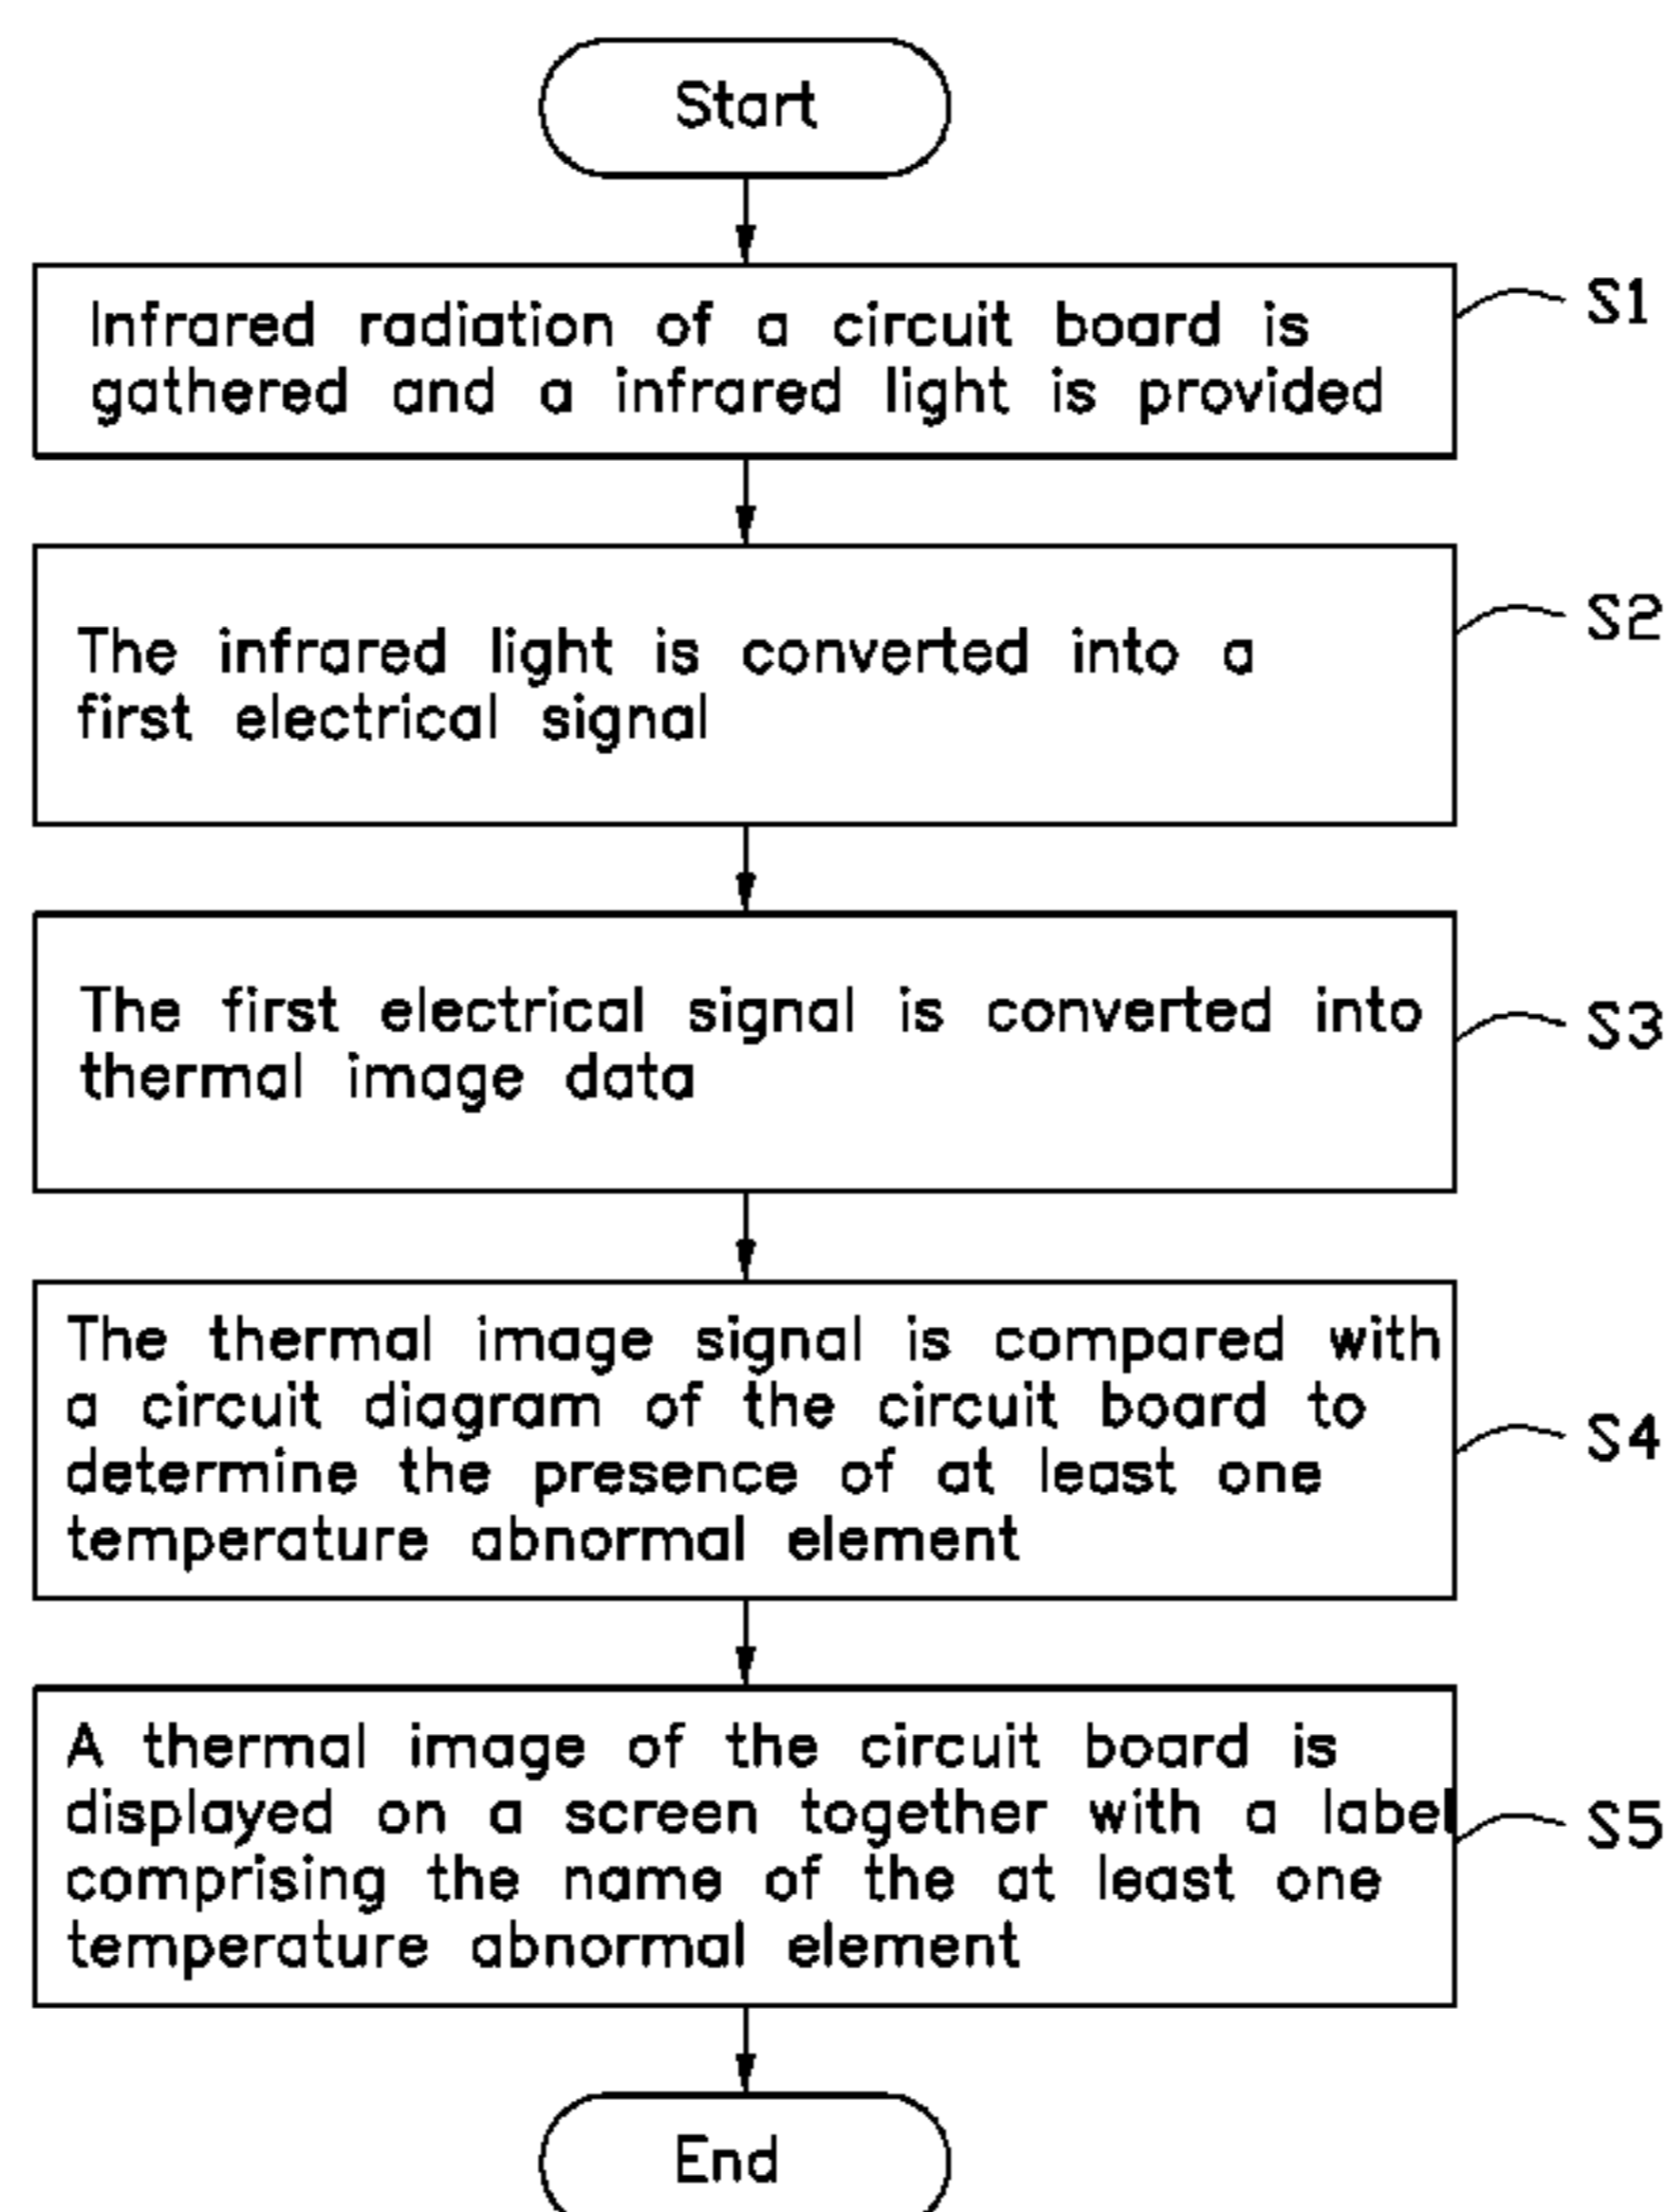 Start
Infrared radiation of a circuit board is
gathered and a infrared light is provided
S1
The infrared light is converted into a
first electrical signal
S2
The first electrical signal is converted into
thermal image data
S3
The thermal image signal is compared with
a circuit diagram of the circuit board to
determine the presence of at least one
temperature abnormal element
S4
A thermal image of the circuit board is
displayed on a screen together with a label
comprising the name of the at least one
temperature abnormal element
S5
End